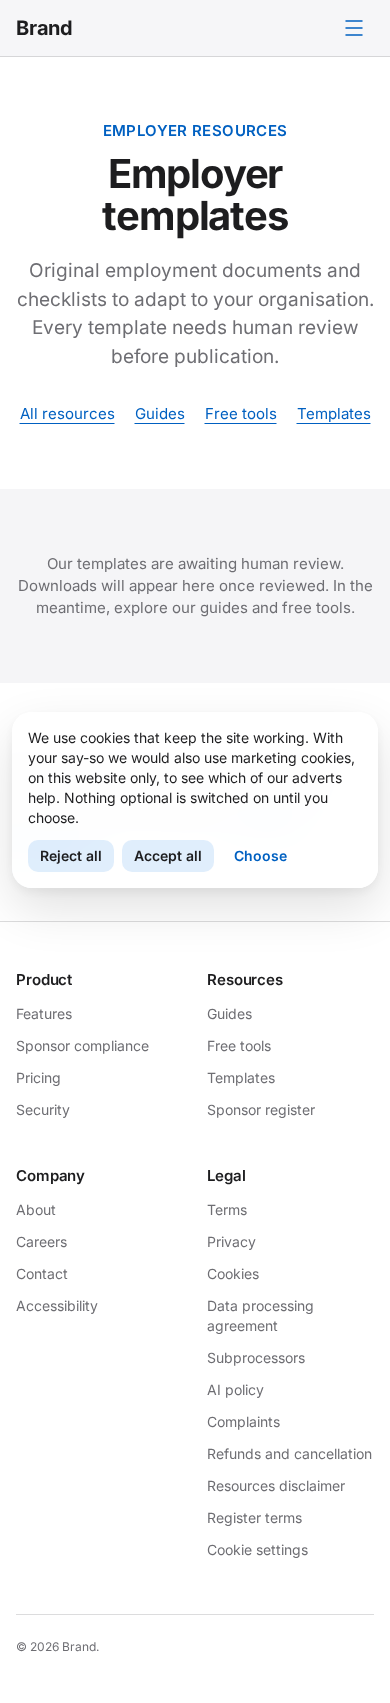 Brand
EMPLOYER RESOURCES
Employer
templates
Original employment documents and
checklists to adapt to your organisation.
Every template needs human review
before publication.
All resources Guides Free tools Templates
Our templates are awaiting human review.
Downloads will appear here once reviewed. In the
meantime, explore our guides and free tools.
We use cookies that keep the site working. With
your say-so we would also use marketing cookies,
on this website only, to see which of our adverts
help. Nothing optional is switched on until you
choose.
Reject all Accept all Choose
Product
Features
Sponsor compliance
Pricing
Security
Resources
Guides
Free tools
Templates
Sponsor register
Company
About
Careers
Contact
Accessibility
Legal
Terms
Privacy
Cookies
Data processing
agreement
Subprocessors
AI policy
Complaints
Refunds and cancellation
Resources disclaimer
Register terms
Cookie settings
© 2026 Brand.